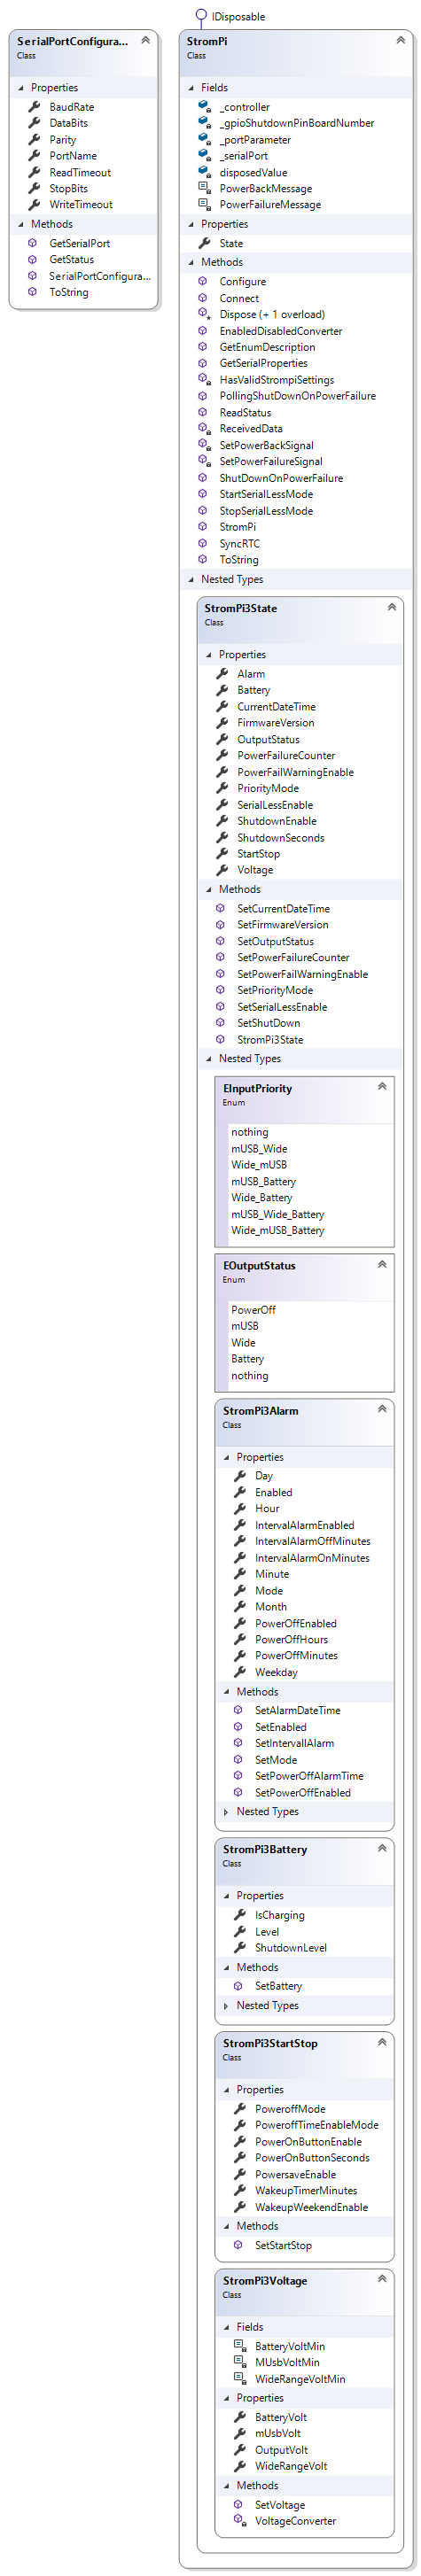 IDisposable
SerialPortConfigura...
Class
Properties
BaudRate
DataBits
Parity
PortName
ReadTimeout
StopBits
WriteTimeout
Methods
GetSerialPort
GetStatus
SerialPortConfigura...
ToString
StromPi
Class
Fields
_controller
_gpioShutdownPinBoardNumber
_portParameter
_serialPort
disposedValue
PowerBackMessage
PowerFailureMessage
Properties
State
Methods
Configure
Connect
Dispose (+ 1 overload)
EnabledDisabledConverter
GetEnumDescription
GetSerialProperties
HasValidStrompiSettings
PollingShutDownOnPowerFailure
ReadStatus
ReceivedData
SetPowerBackSignal
SetPowerFailureSignal
ShutDownOnPowerFailure
StartSerialLessMode
StopSerialLessMode
StromPi
SyncRTC
ToString
Nested Types
StromPi3State
Class
Properties
Alarm
Battery
CurrentDateTime
FirmwareVersion
OutputStatus
PowerFailureCounter
PowerFailWarningEnable
PriorityMode
SerialLessEnable
ShutdownEnable
ShutdownSeconds
StartStop
Voltage
Methods
SetCurrentDateTime
SetFirmwareVersion
SetOutputStatus
SetPowerFailureCounter
SetPowerFailWarningEnable
SetPriorityMode
SetSerialLessEnable
SetShutDown
StromPi3State
Nested Types
EInputPriority
Enum
nothing
mUSB_Wide
Wide_mUSB
mUSB_Battery
Wide_Battery
mUSB_Wide_Battery
Wide_mUSB_Battery
EOutputStatus
Enum
PowerOff
mUSB
Wide
Battery
nothing
StromPi3Alarm
Class
Properties
Day
Enabled
Hour
IntervalAlarmEnabled
IntervalAlarmOffMinutes
IntervalAlarmOnMinutes
Minute
Mode
Month
PowerOffEnabled
PowerOffHours
PowerOffMinutes
Weekday
Methods
SetAlarmDateTime
SetEnabled
SetIntervallAlarm
SetMode
SetPowerOffAlarmTime
SetPowerOffEnabled
Nested Types
StromPi3Battery
Class
Properties
IsCharging
Level
ShutdownLevel
Methods
SetBattery
Nested Types
StromPi3StartStop
Class
Properties
PoweroffMode
PoweroffTimeEnableMode
PowerOnButtonEnable
PowerOnButtonSeconds
PowersaveEnable
WakeupTimerMinutes
WakeupWeekendEnable
Methods
SetStartStop
StromPi3Voltage
Class
Fields
BatteryVoltMin
MUsbVoltMin
WideRangeVoltMin
Properties
BatteryVolt
mUsbVolt
OutputVolt
WideRangeVolt
Methods
SetVoltage
VoltageConverter